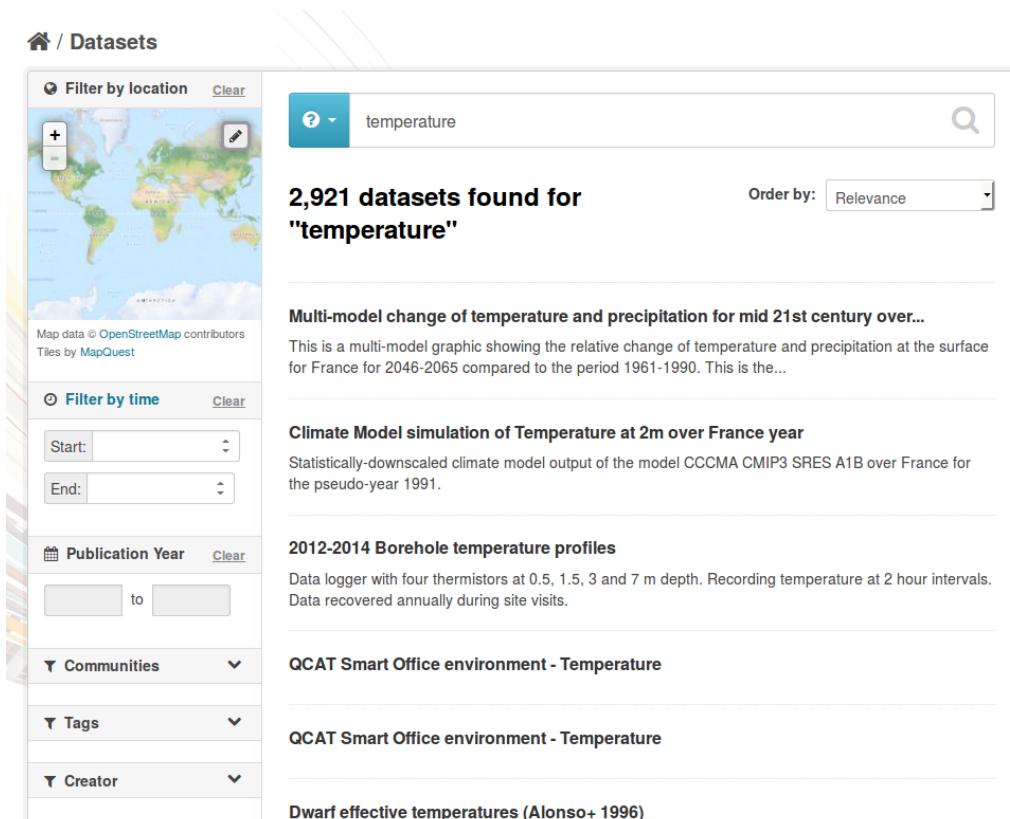 / Datasets
Filter by location Clear
+
-
AFRICA
ANTARCTICA
Map data © OpenStreetMap contributors
Tiles by MapQuest
Filter by time Clear
Start:
End:
Publication Year Clear
to
Communities
Tags
Creator
? temperature
2,921 datasets found for
"temperature"
Order by: Relevance
Multi-model change of temperature and precipitation for mid 21st century over...
This is a multi-model graphic showing the relative change of temperature and precipitation at the surface
for France for 2046-2065 compared to the period 1961-1990. This is the...
Climate Model simulation of Temperature at 2m over France year
Statistically-downscaled climate model output of the model CCCMA CMIP3 SRES A1B over France for
the pseudo-year 1991.
2012-2014 Borehole temperature profiles
Data logger with four thermistors at 0.5, 1.5, 3 and 7 m depth. Recording temperature at 2 hour intervals.
Data recovered annually during site visits.
QCAT Smart Office environment - Temperature
QCAT Smart Office environment - Temperature
Dwarf effective temperatures (Alonso+ 1996)